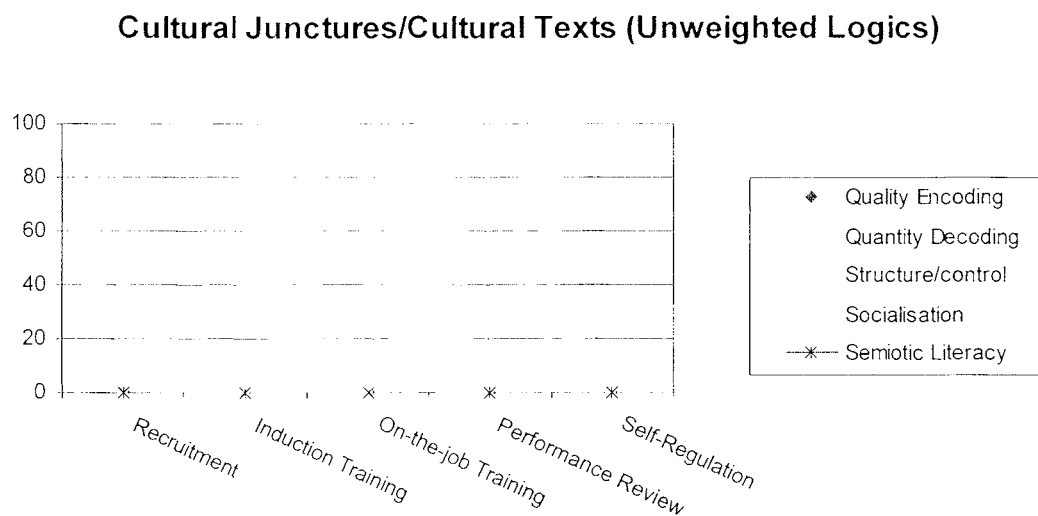 Cultural Junctures/Cultural Texts (Unweighted Logics)
100
80
60
40
20
0
Recruitment
Induction Training
On-the-job Training
Performance Review
Self-Regulation
Quality Encoding
Quantity Decoding
Structure/control
Socialisation
Semiotic Literacy